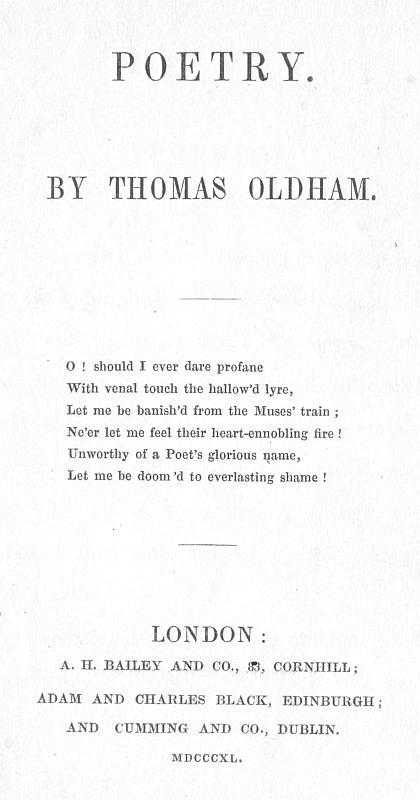 POETRY.
BY THOMAS OLDHAM.
O ! should I ever dare profane
With venal touch the hallow'd lyre,
Let me be banish'd from the Muses' train ;
Ne'er let me feel their heart-ennobling fire !
Unworthy of a Poet's glorious name,
Let me be doom'd to everlasting shame !
LONDON :
A. H. BAILEY AND CO., CORNHILL ;
ADAM AND CHARLES BLACK, EDINBURGH ;
AND CUMMING AND CO., DUBLIN.
MDCCCXL.